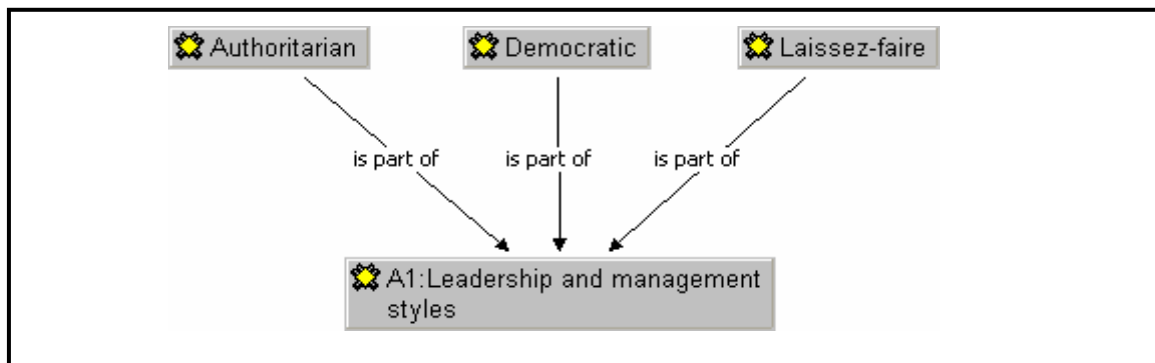 Authoritarian
Democratic
Laissez-faire
is part of
is part of
is part of
A1:Leadership and management
styles